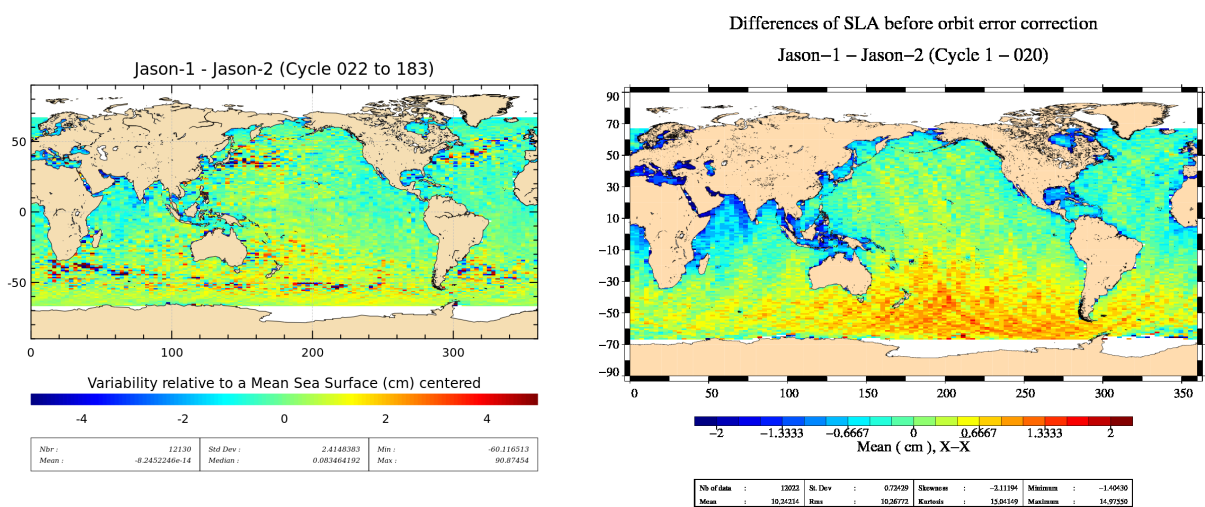 Jason-1 - Jason-2 (Cycle 022 to 183)
50
0
-50
0 100 200 300
Variability relative to a Mean Sea Surface (cm) centered
-4 -2 0 2 4
Nbr : 12130 Std Dev : 2.4148383 Min : -60.116513
Mean : -8.2452246e-14 Median : 0.083464192 Max : 90.87454
Differences of SLA before orbit error correction
Jason−1 − Jason−2 (Cycle 1 − 020)
90
70
50
30
10
−10
−30
−50
−70
−90
0 50 100 150 200 250 300 350
−2 −1.3333 −0.6667 0 0.6667 1.3333 2
Mean ( cm ), X−X
Nb of data : 12022 St. Dev : 0.72429 Skewness : −2.11194 Minimum : −1.40430
Mean : 10.24214 Rms : 10.26772 Kurtosis : 15.04149 Maximum : 14.97550